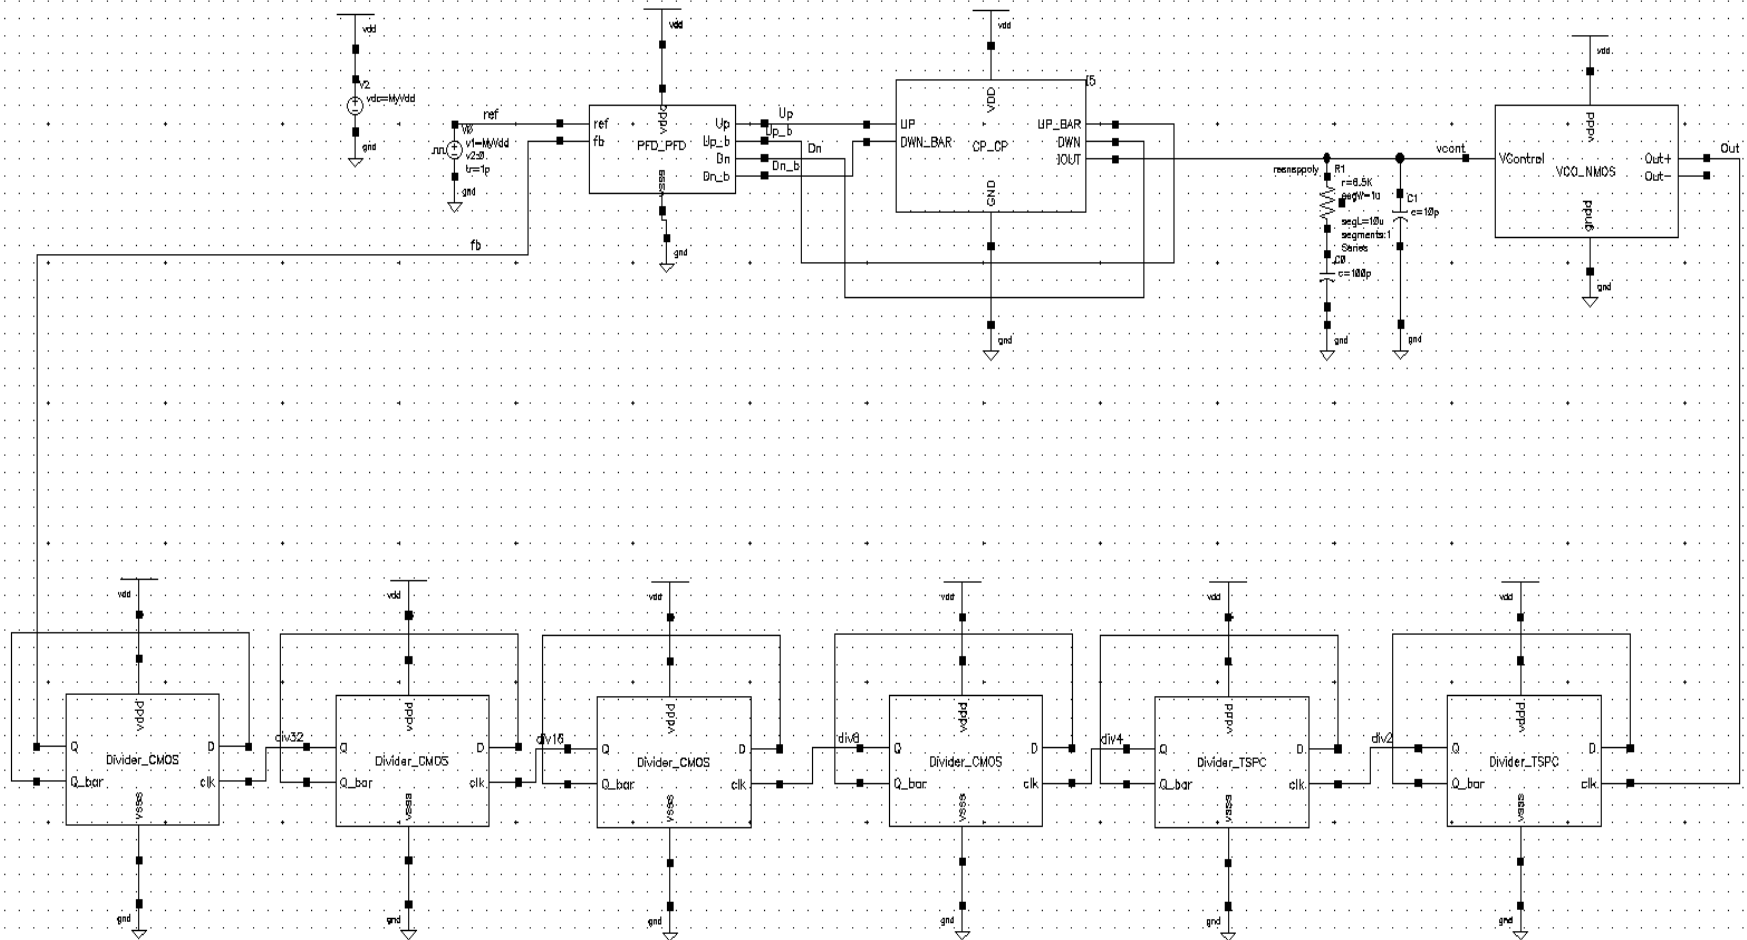 vdd
V2
vdc=MyVdd
gnd
ref
V0
v1=MyVdd
v2=0
tr=1p
gnd
fb
vdd
vddd
ref
fb
PFD_PFD
Up
Up_b
Dn
Dn_b
vsss
gnd
Up
Up_b
Dn
Dn_b
vdd
I5
VDD
UP
DWN_BAR
CP_CP
UP_BAR
DWN
IOUT
GND
gnd
R1
r=6.5K
segW=1u
segL=10u
segments:1
Series
C0
c=100p
gnd
C1
c=10p
gnd
vcont
vdd
vddd
VControl
VCO_NMOS
Out+
Out-
gndd
gnd
Out
vdd
vddd
Q
D
Divider_CMOS
Q_bar
clk
vsss
gnd
div32
vdd
vddd
Q
D
Divider_CMOS
Q_bar
clk
vsss
gnd
div16
vdd
vddd
Q
D
Divider_CMOS
Q_bar
clk
vsss
gnd
div8
vdd
vddd
Q
D
Divider_CMOS
Q_bar
clk
vsss
gnd
div4
vdd
vddd
Q
D
Divider_TSPC
Q_bar
clk
vsss
gnd
div2
vdd
vddd
Q
D
Divider_TSPC
Q_bar
clk
vsss
gnd